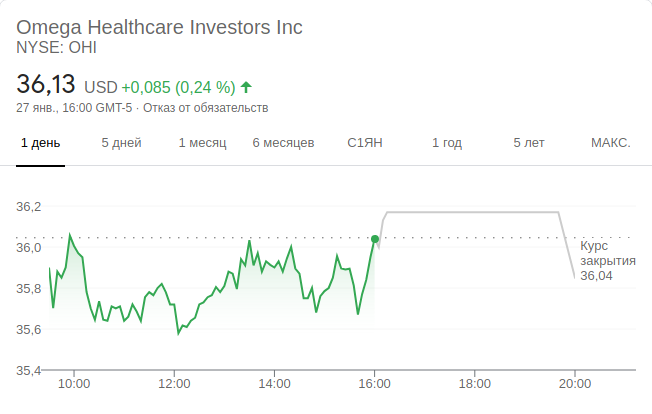 Omega Healthcare Investors Inc
NYSE: OHI
36,13 USD +0,085 (0,24 %)
27 янв., 16:00 GMT-5 · Отказ от обязательств
1 день 5 дней 1 месяц 6 месяцев С1ЯН 1 год 5 лет МАКС.
36,2
36,0
35,8
35,6
35,4
Курс
закрытия
36,04
10:00 12:00 14:00 16:00 18:00 20:00